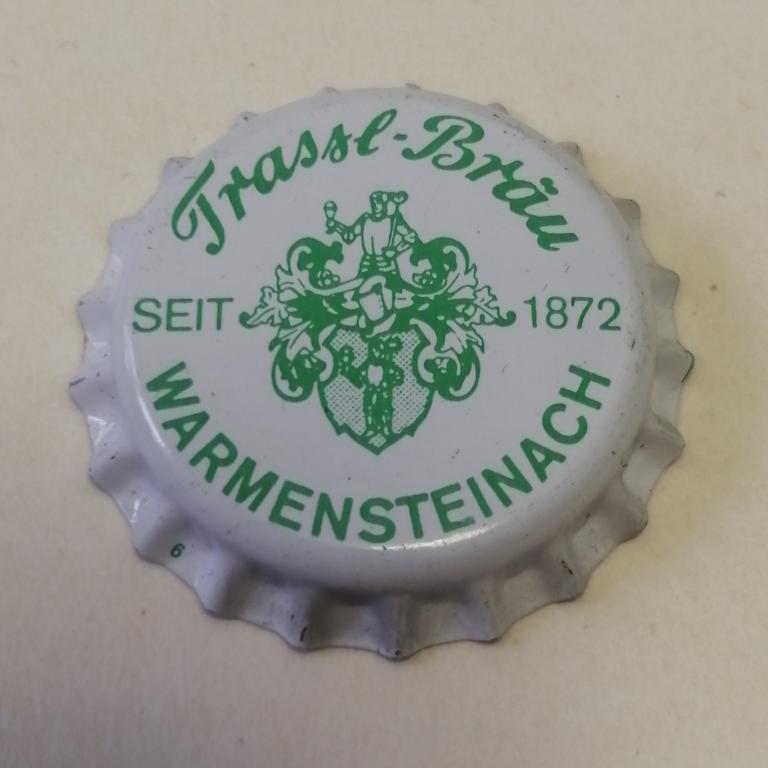 Trassl-Bräu
SEIT 1872
WARMENSTEINACH
6